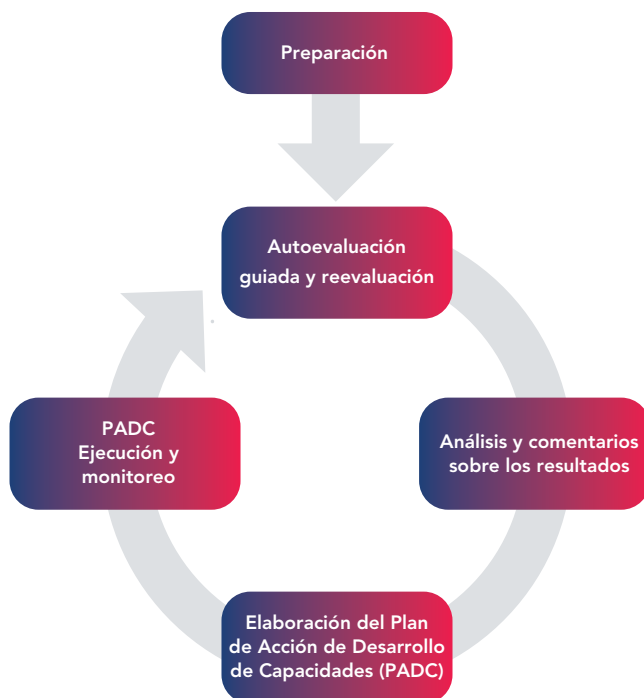 Preparación
Autoevaluación
guiada y reevaluación
Análisis y comentarios
sobre los resultados
Elaboración del Plan
de Acción de Desarrollo
de Capacidades (PADC)
PADC
Ejecución y
monitoreo